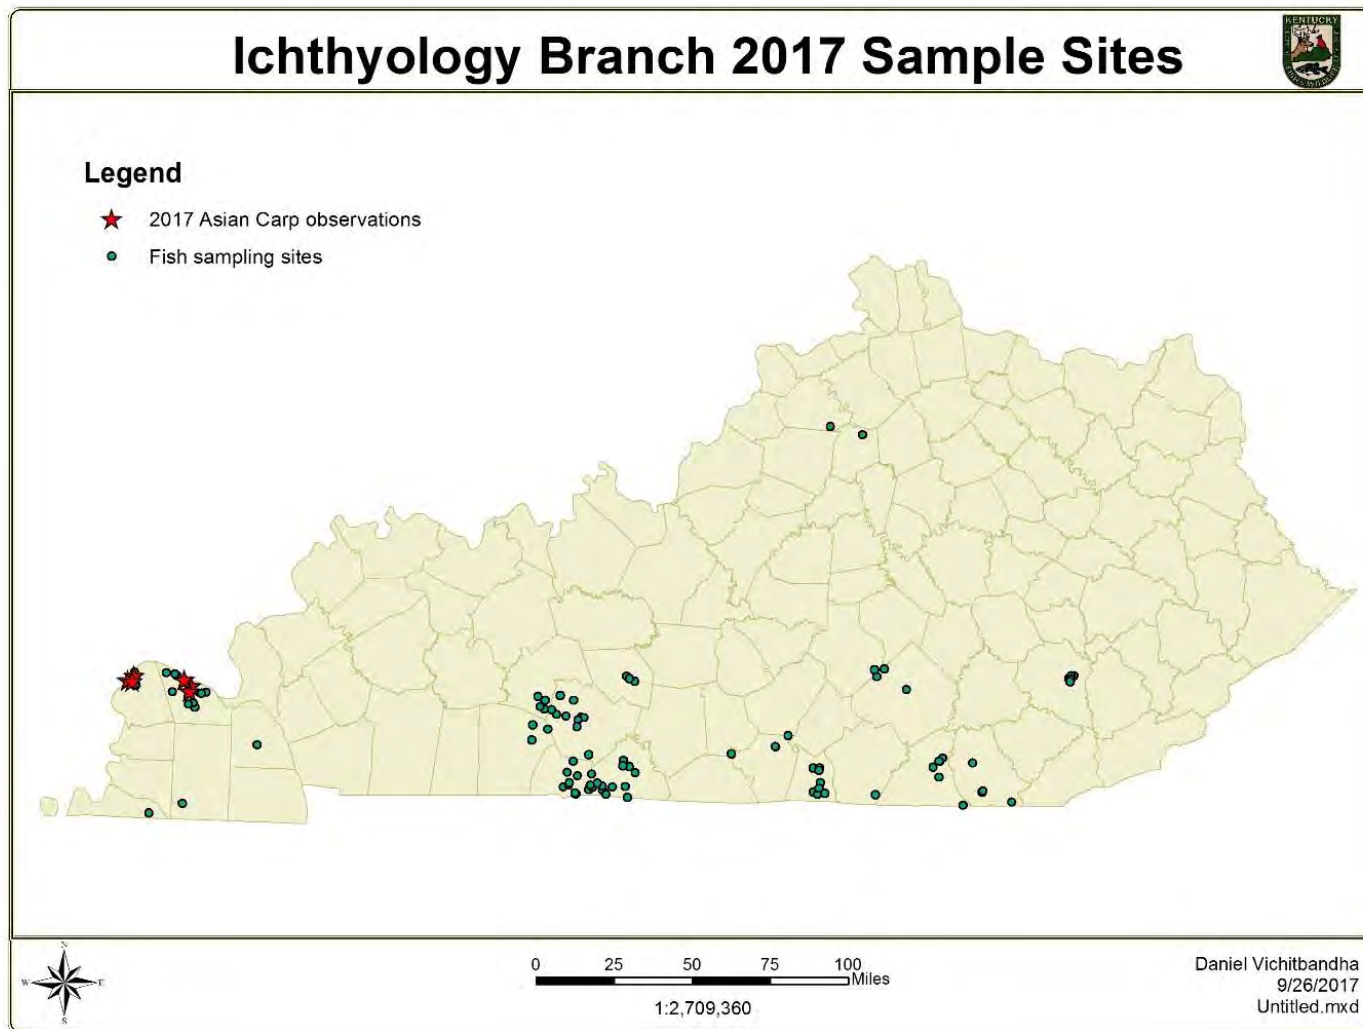 Ichthyology Branch 2017 Sample Sites
KENTUCKY
Legend
2017 Asian Carp observations
Fish sampling sites
N
W
E
S
0 25 50 75 100
Miles
1:2,709,360
Daniel Vichitbandha
9/26/2017
Untitled.mxd